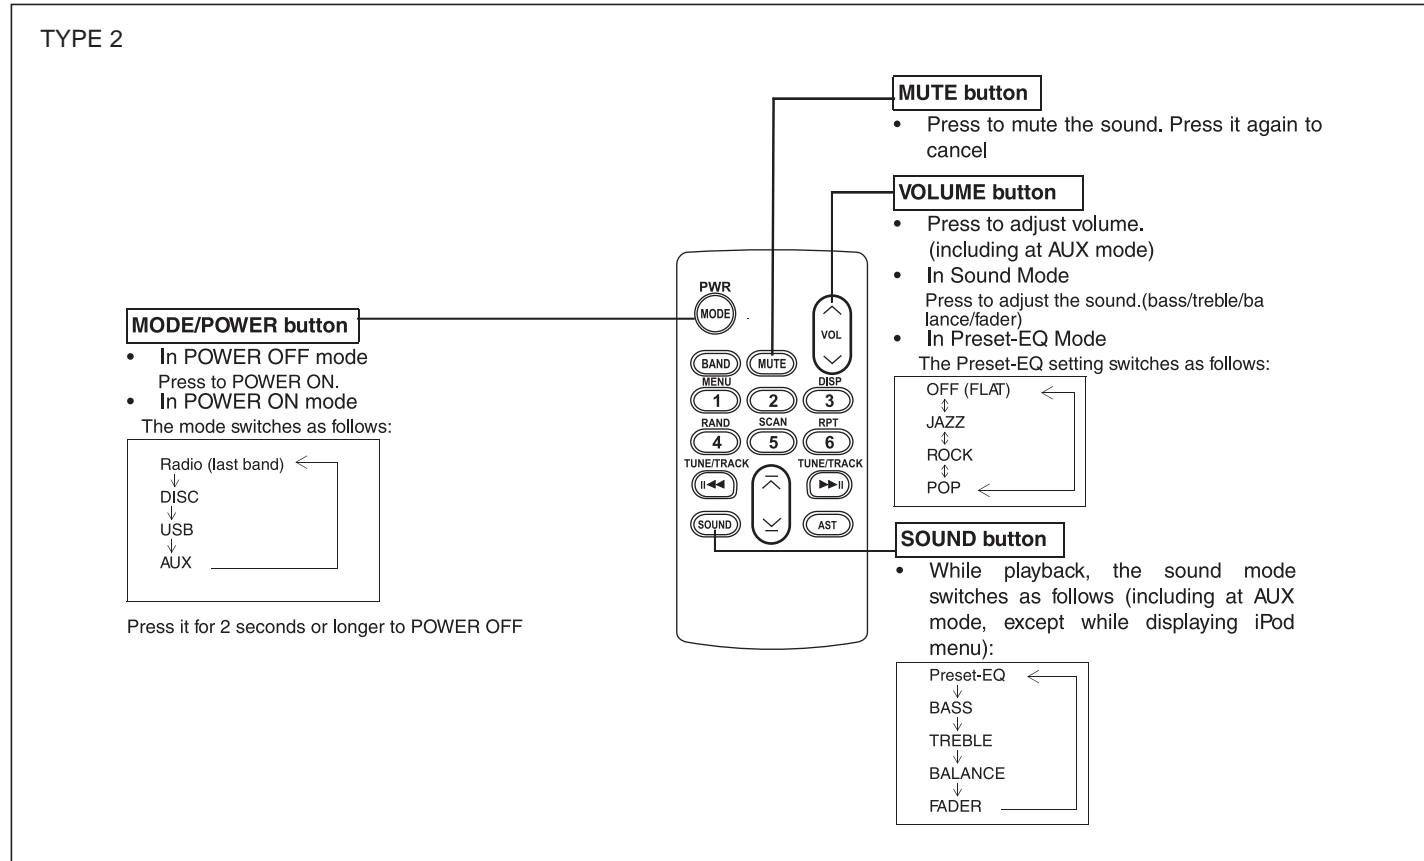 TYPE 2
MUTE button
• Press to mute the sound. Press it again to
cancel
VOLUME button
• Press to adjust volume.
(including at AUX mode)
• In Sound Mode
Press to adjust the sound.(bass/treble/ba
lance/fader)
• In Preset-EQ Mode
The Preset-EQ setting switches as follows:
OFF (FLAT)
JAZZ
ROCK
POP
SOUND button
• While playback, the sound mode
switches as follows (including at AUX
mode, except while displaying iPod
menu):
Preset-EQ
BASS
TREBLE
BALANCE
FADER
MODE/POWER button
• In POWER OFF mode
Press to POWER ON.
• In POWER ON mode
The mode switches as follows:
Radio (last band)
DISC
USB
AUX
Press it for 2 seconds or longer to POWER OFF
PWR
MODE
VOL
BAND MUTE
MENU DISP
1 2 3
RAND SCAN RPT
4 5 6
TUNE/TRACK TUNE/TRACK
SOUND AST